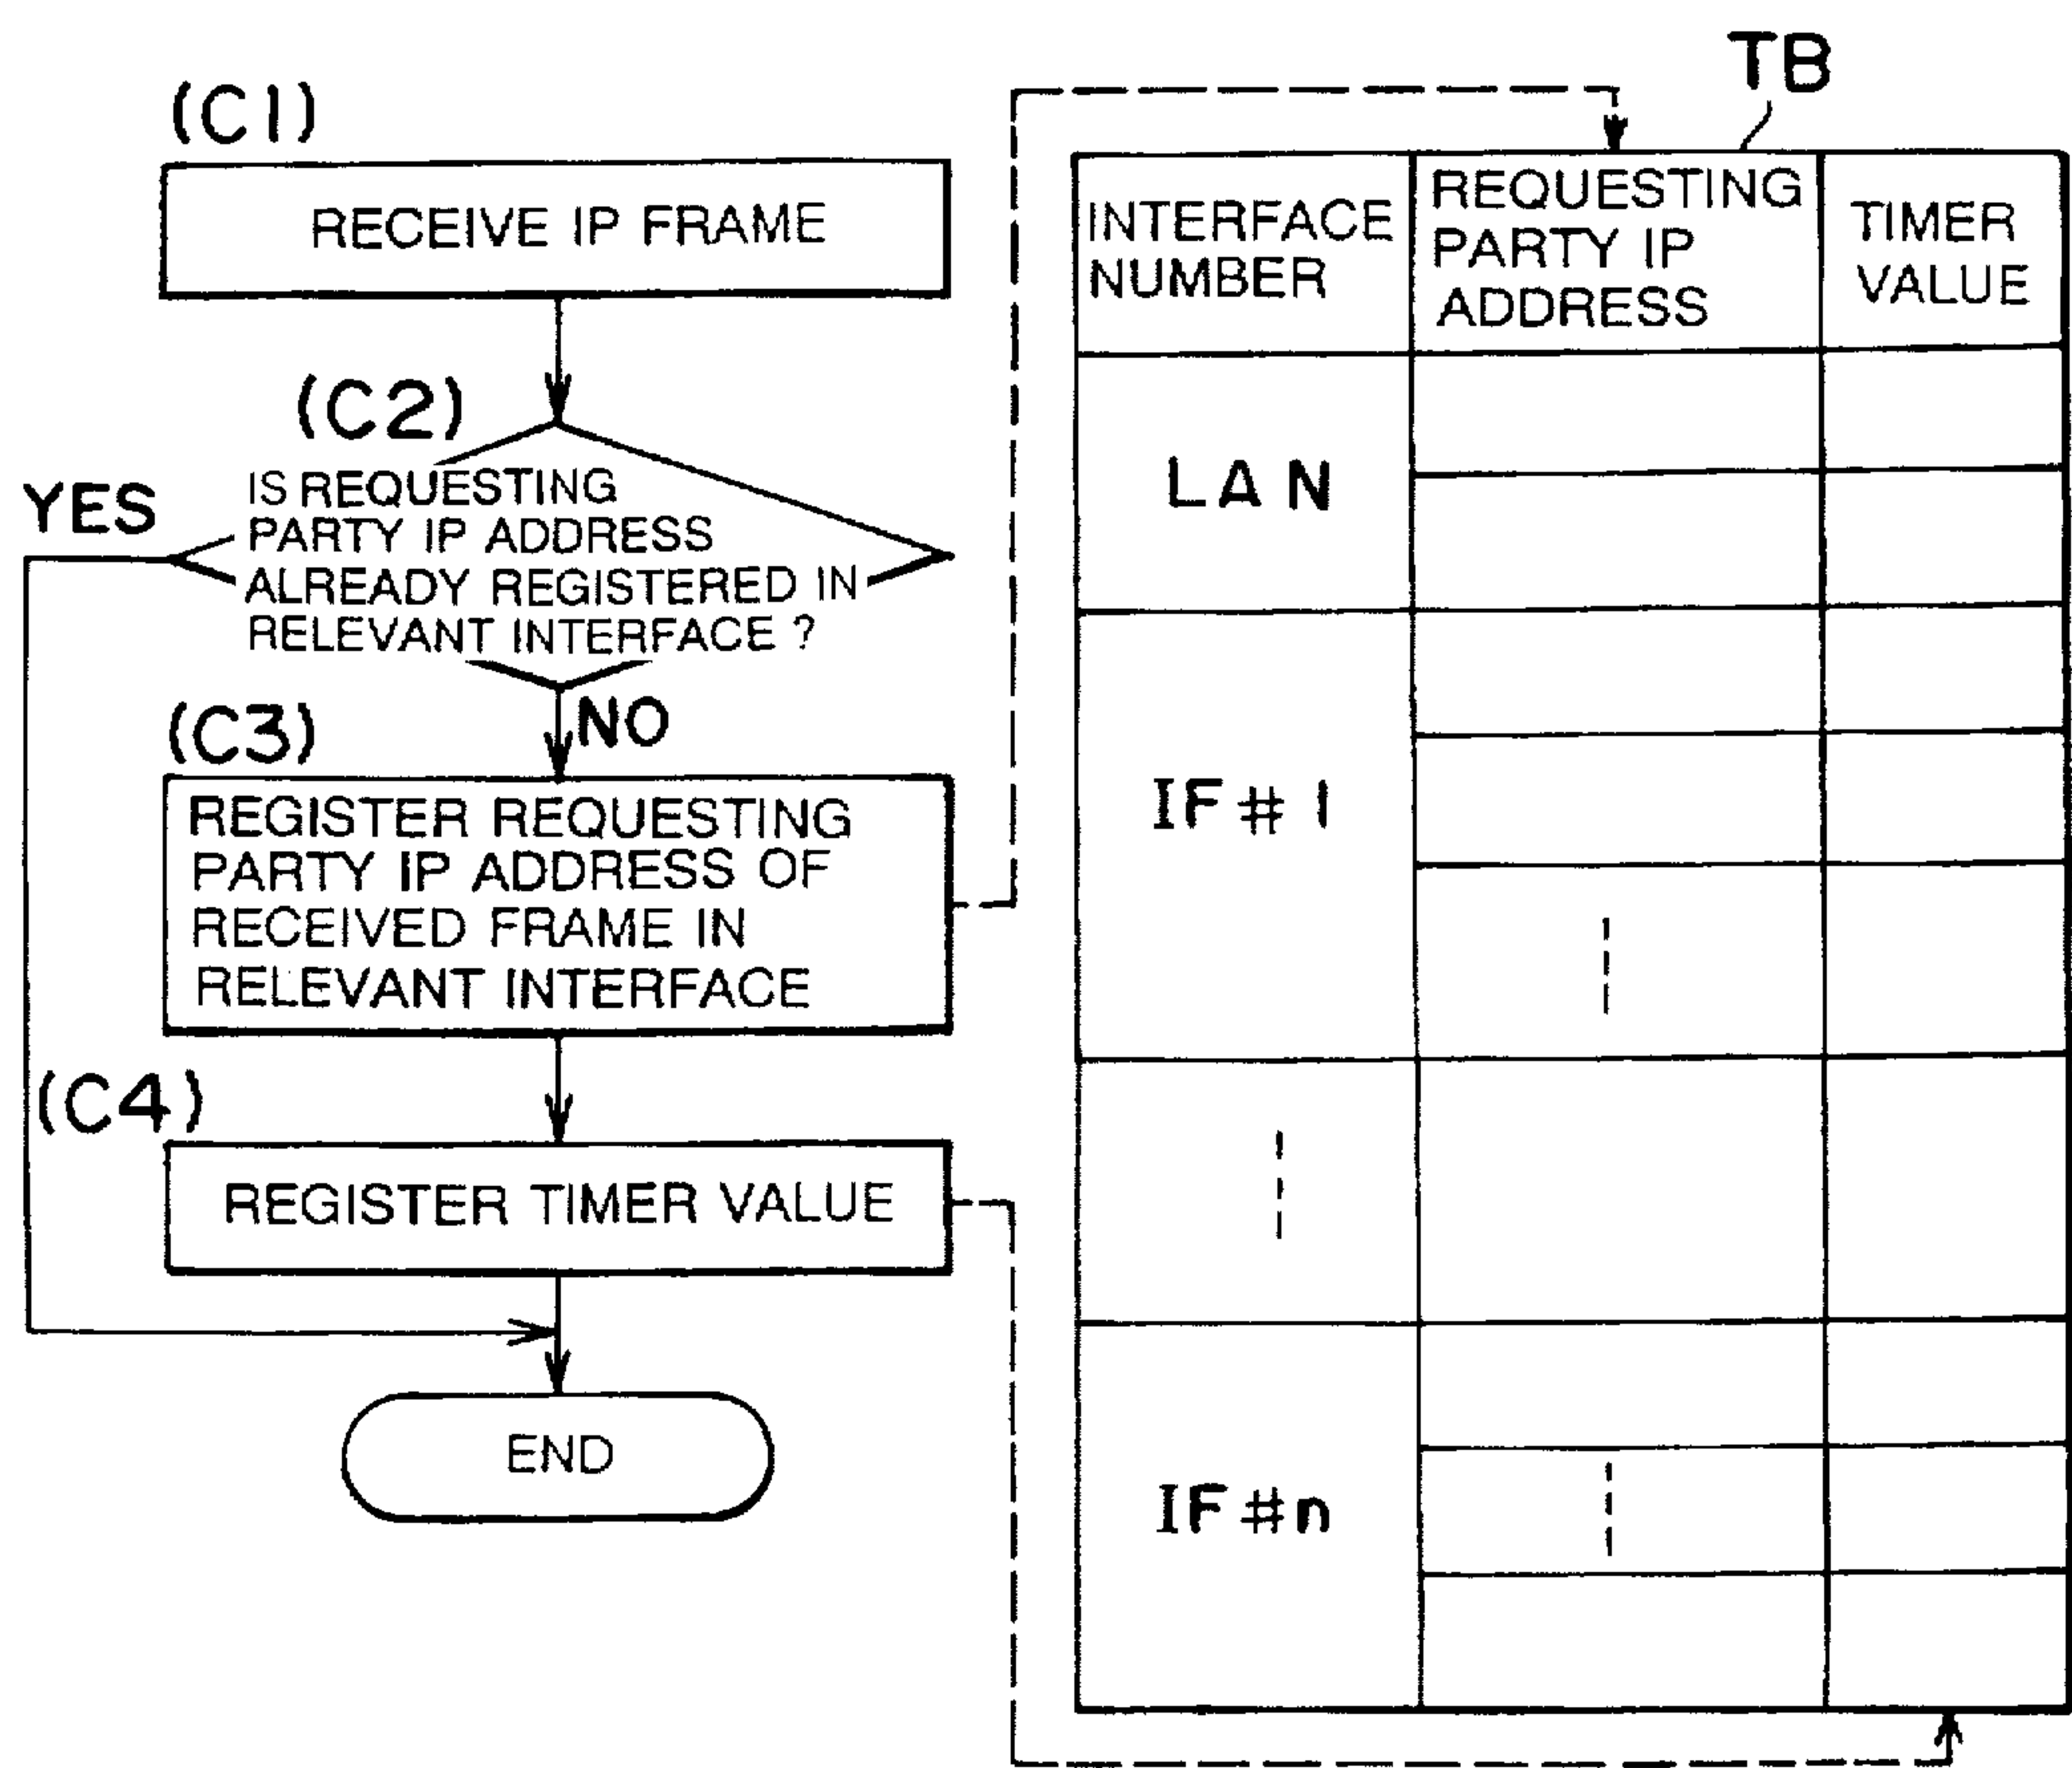 (C1)
RECEIVE IP FRAME
(C2)
YES
IS REQUESTING
PARTY IP ADDRESS
ALREADY REGISTERED IN
RELEVANT INTERFACE ?
NO
(C3)
REGISTER REQUESTING
PARTY IP ADDRESS OF
RECEIVED FRAME IN
RELEVANT INTERFACE
(C4)
REGISTER TIMER VALUE
END
TB
INTERFACE
NUMBER
REQUESTING
PARTY IP
ADDRESS
TIMER
VALUE
LAN
IF #1
IF #n